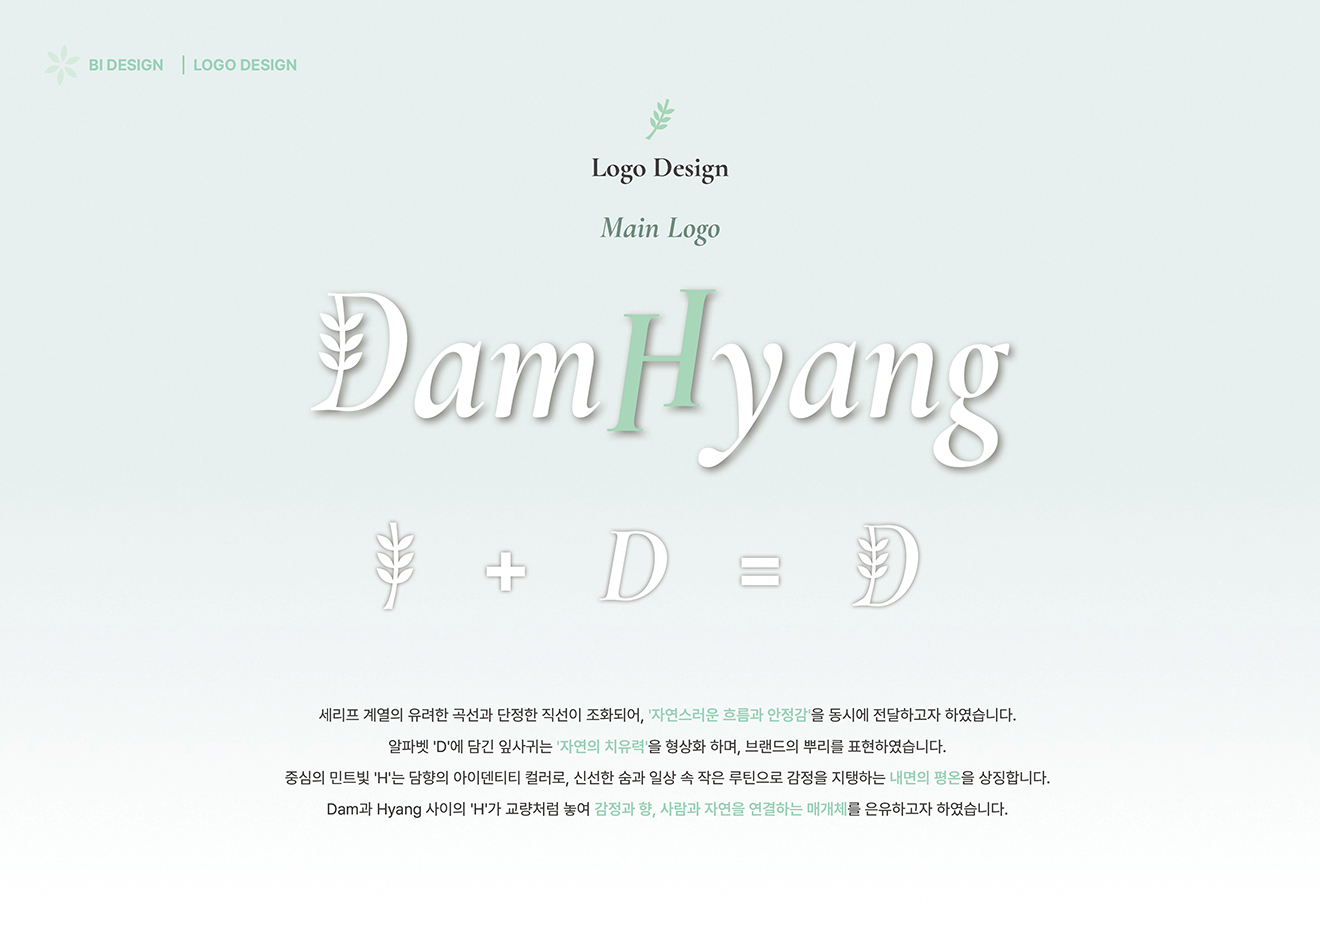 BI DESIGN | LOGO DESIGN
Logo Design
Main Logo
DamHyang
+ D = D
세리프 계열의 유려한 곡선과 단정한 직선이 조화되어, '자연스러운 흐름과 안정감'을 동시에 전달하고자 하였습니다.
알파벳 'D'에 담긴 잎사귀는 '자연의 치유력'을 형상화 하며, 브랜드의 뿌리를 표현하였습니다.
중심의 민트빛 'H'는 담향의 아이덴티티 컬러로, 신선한 숨과 일상 속 작은 루틴으로 감정을 지탱하는 내면의 평온을 상징합니다.
Dam과 Hyang 사이의 'H'가 교량처럼 놓여 감정과 향, 사람과 자연을 연결하는 매개체를 은유하고자 하였습니다.